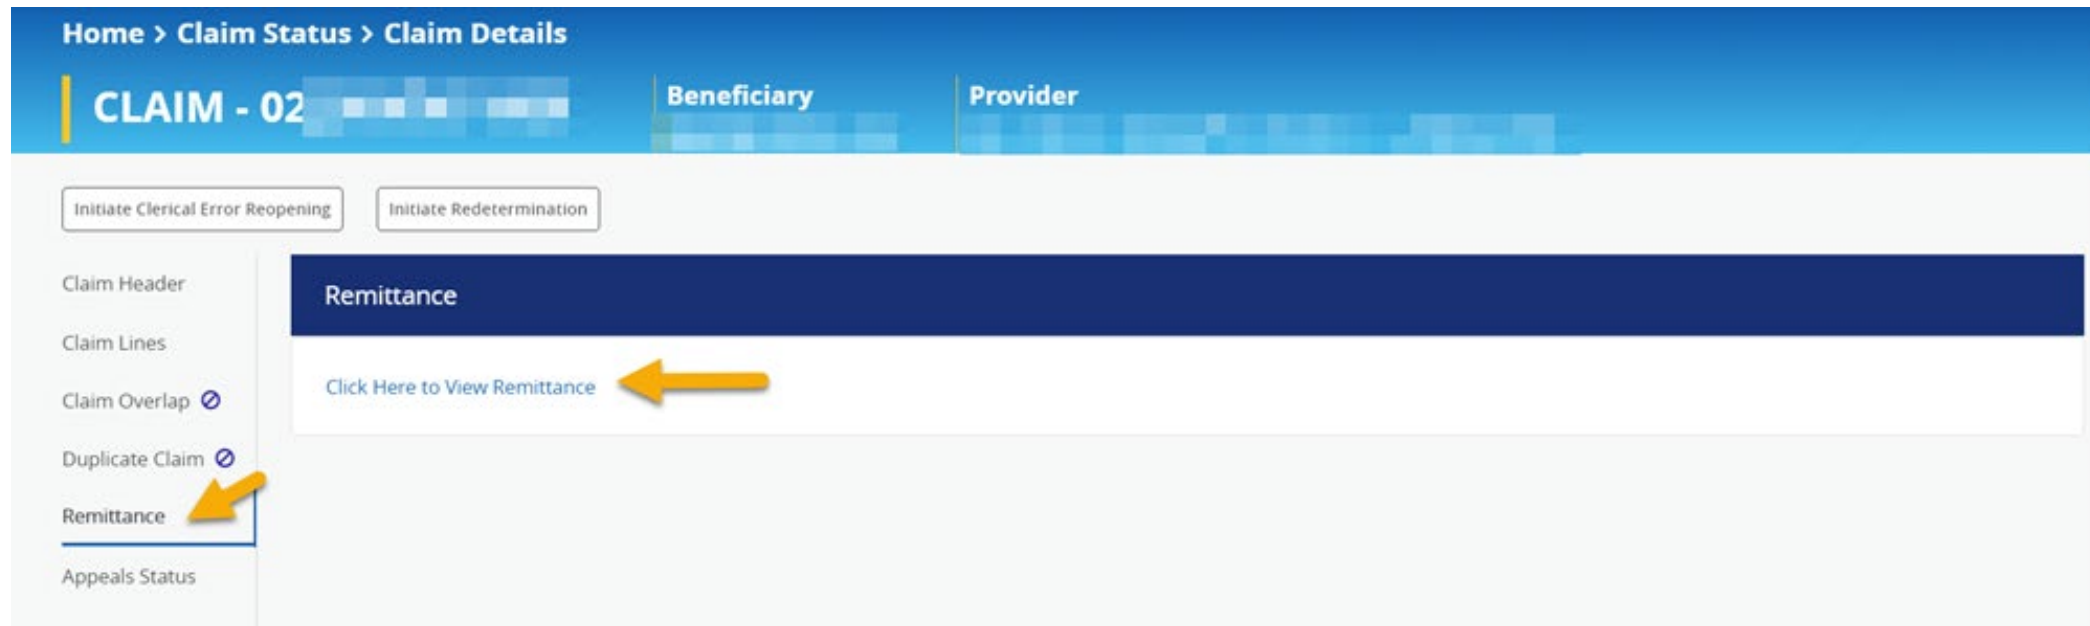 Home > Claim Status > Claim Details
CLAIM - 02
Beneficiary
Provider
Initiate Clerical Error Reopening
Initiate Redetermination
Claim Header
Claim Lines
Claim Overlap
Duplicate Claim
Remittance
Appeals Status
Remittance
Click Here to View Remittance